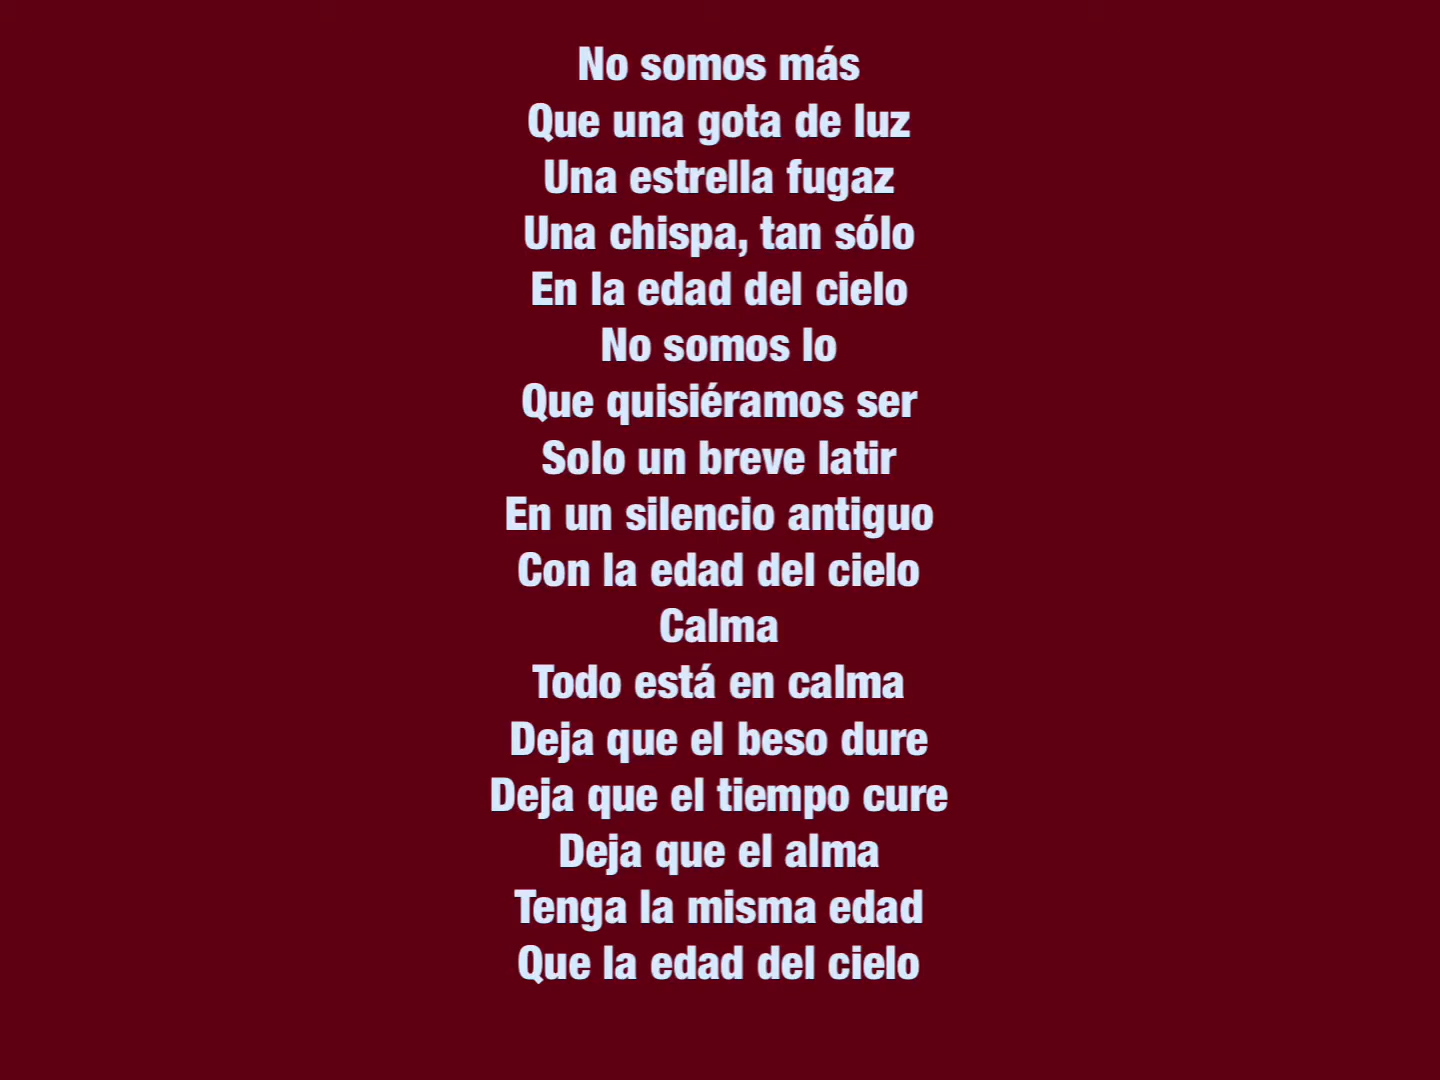 No somos más
Que una gota de luz
Una estrella fugaz
Una chispa, tan sólo
En la edad del cielo
No somos lo
Que quisiéramos ser
Solo un breve latir
En un silencio antiguo
Con la edad del cielo
Calma
Todo está en calma
Deja que el beso dure
Deja que el tiempo cure
Deja que el alma
Tenga la misma edad
Que la edad del cielo